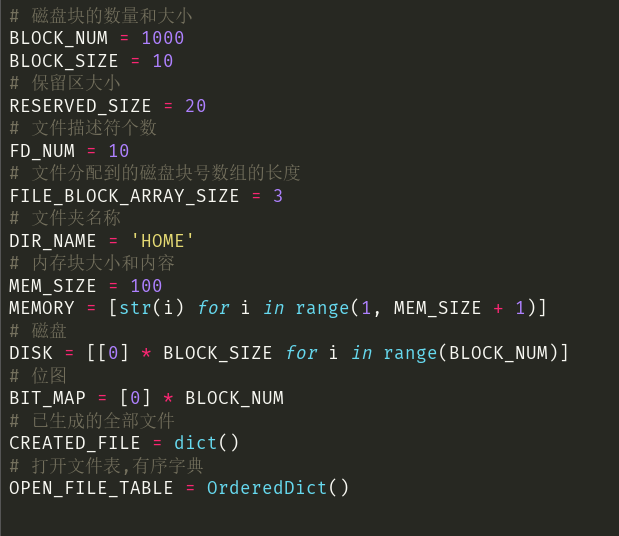 # 磁盘块的数量和大小
BLOCK_NUM = 1000
BLOCK_SIZE = 10
# 保留区大小
RESERVED_SIZE = 20
# 文件描述符个数
FD_NUM = 10
# 文件分配到的磁盘块号数组的长度
FILE_BLOCK_ARRAY_SIZE = 3
# 文件夹名称
DIR_NAME = 'HOME'
# 内存块大小和内容
MEM_SIZE = 100
MEMORY = [str(i) for i in range(1, MEM_SIZE + 1)]
# 磁盘
DISK = [[0] * BLOCK_SIZE for i in range(BLOCK_NUM)]
# 位图
BIT_MAP = [0] * BLOCK_NUM
# 已生成的全部文件
CREATED_FILE = dict()
# 打开文件表,有序字典
OPEN_FILE_TABLE = OrderedDict()